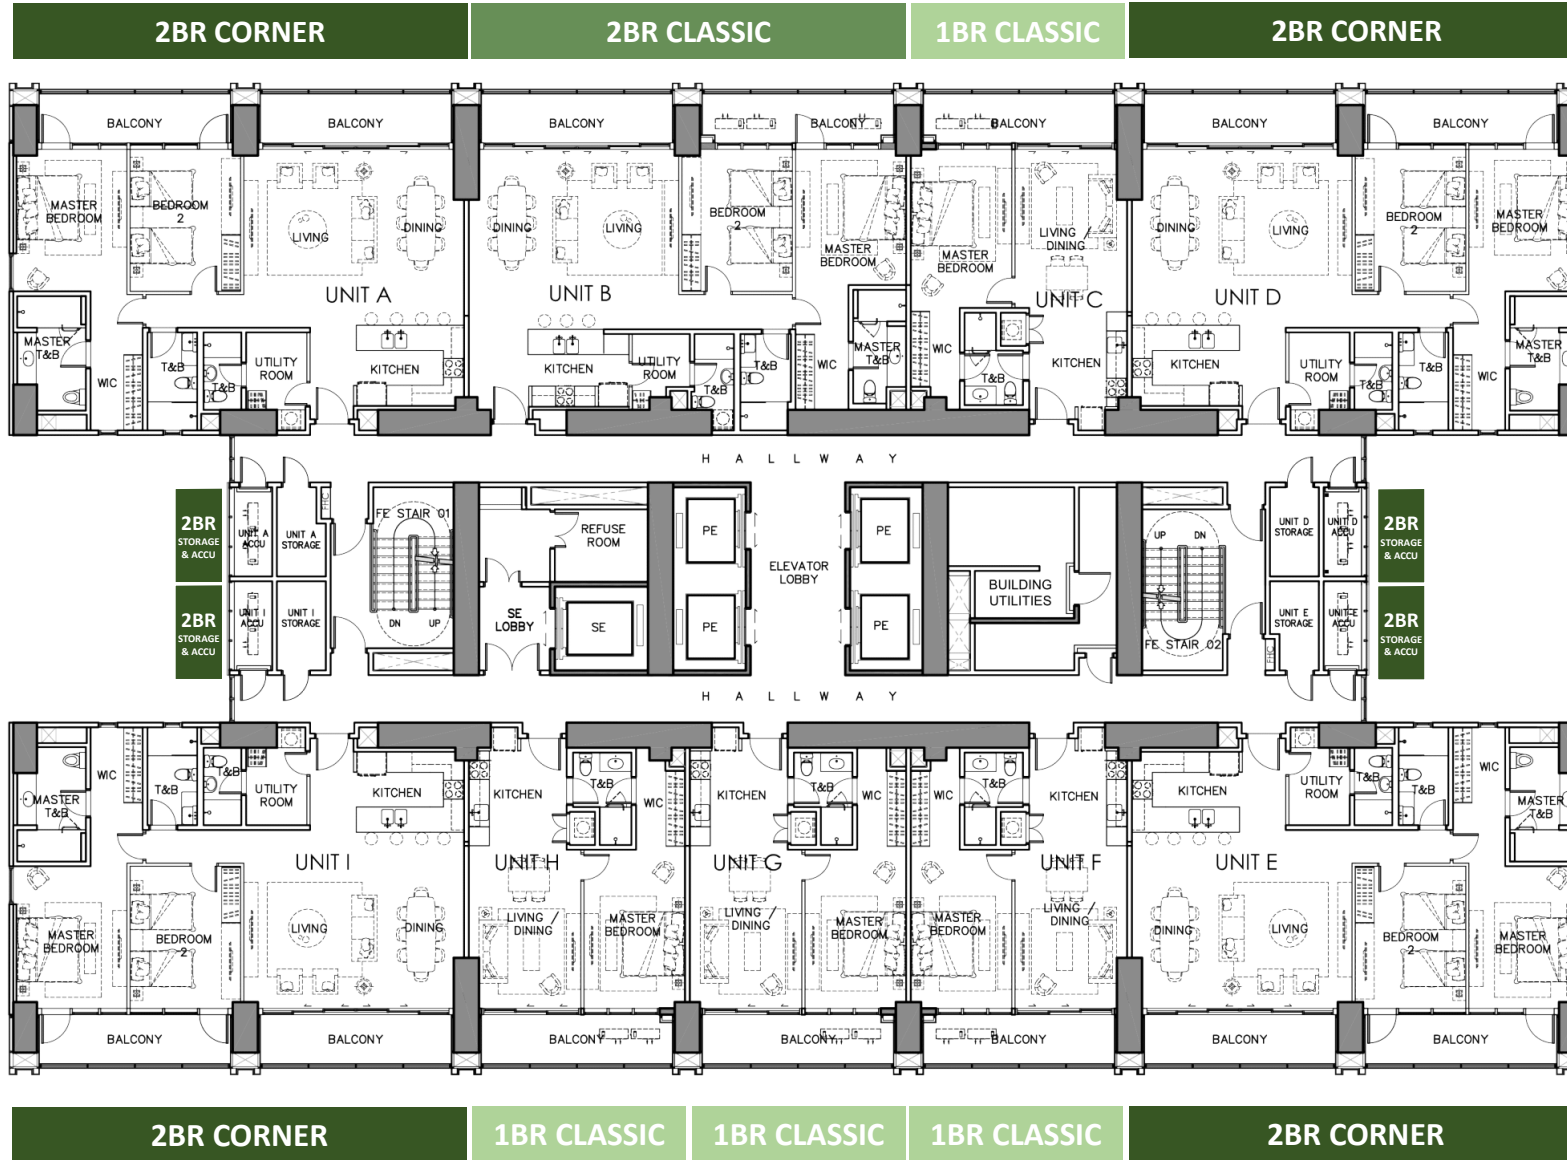 2BR CORNER
2BR CLASSIC
1BR CLASSIC
2BR CORNER
BALCONY
BALCONY
BALCONY
BALCONY
BALCONY
BALCONY
BALCONY
MASTER
BEDROOM
BEDROOM
2
LIVING
DINING
DINING
LIVING
BEDROOM
2
MASTER
BEDROOM
MASTER
BEDROOM
LIVING /
DINING
DINING
LIVING
BEDROOM
2
MASTER
BEDROOM
UNIT A
UNIT B
UNIT C
UNIT D
MASTER
T&B
WIC
T&B
T&B
UTILITY
ROOM
KITCHEN
KITCHEN
UTILITY
ROOM
T&B
T&B
WIC
MASTER
T&B
WIC
T&B
KITCHEN
KITCHEN
UTILITY
ROOM
T&B
T&B
WIC
MASTER
T&B
HALLWAY
2BR
STORAGE
& ACCU
UNIT A
ACCU
UNIT A
STORAGE
FHC
FE STAIR 01
REFUSE
ROOM
PE
PE
UP
DN
UNIT D
STORAGE
UNIT D
ACCU
2BR
STORAGE
& ACCU
ELEVATOR
LOBBY
BUILDING
UTILITIES
2BR
STORAGE
& ACCU
UNIT I
ACCU
UNIT I
STORAGE
DN
UP
SE
LOBBY
SE
PE
PE
FE STAIR 02
FHC
UNIT E
STORAGE
UNIT E
ACCU
2BR
STORAGE
& ACCU
HALLWAY
MASTER
T&B
WIC
T&B
T&B
UTILITY
ROOM
KITCHEN
KITCHEN
T&B
WIC
KITCHEN
T&B
WIC
WIC
T&B
KITCHEN
KITCHEN
UTILITY
ROOM
T&B
T&B
WIC
MASTER
T&B
UNIT I
UNIT H
UNIT G
UNIT F
UNIT E
MASTER
BEDROOM
BEDROOM
2
LIVING
DINING
LIVING /
DINING
MASTER
BEDROOM
LIVING /
DINING
MASTER
BEDROOM
MASTER
BEDROOM
LIVING /
DINING
DINING
LIVING
BEDROOM
2
MASTER
BEDROOM
BALCONY
BALCONY
BALCONY
BALCONY
BALCONY
BALCONY
BALCONY
2BR CORNER
1BR CLASSIC
1BR CLASSIC
1BR CLASSIC
2BR CORNER